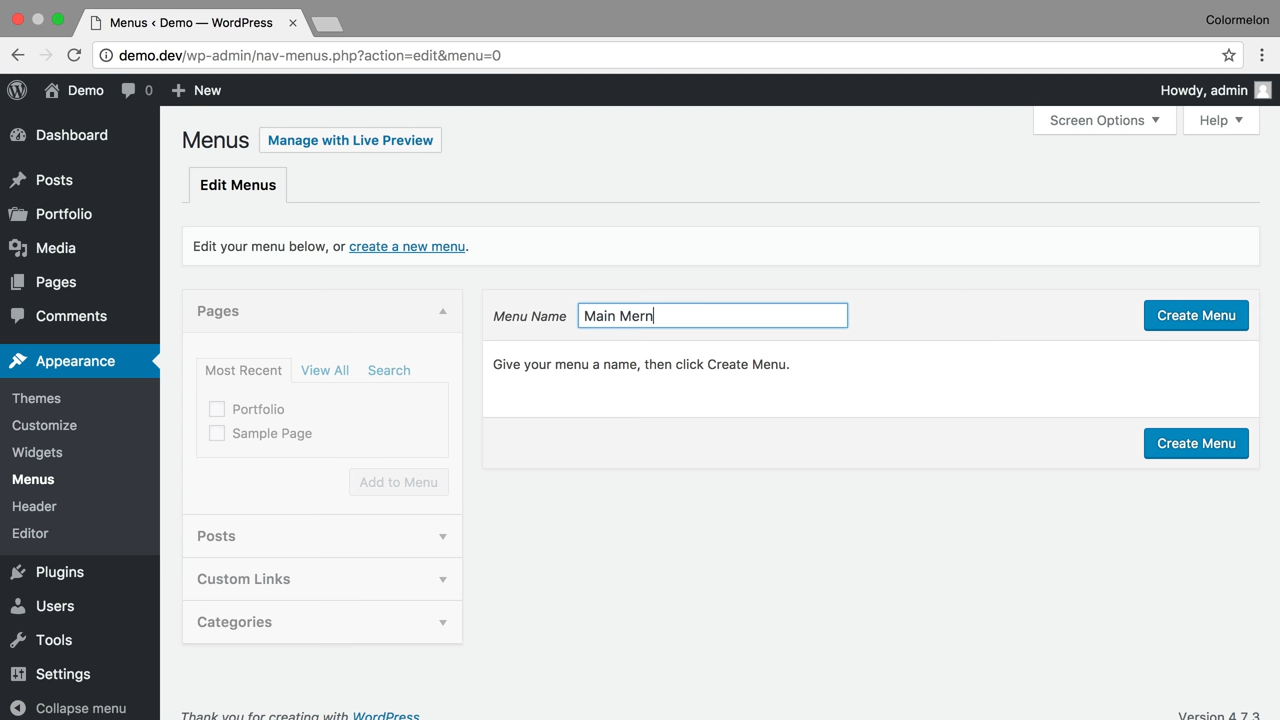 Menus ‹ Demo — WordPress
Colormelon
demo.dev/wp-admin/nav-menus.php?action=edit&menu=0
Demo 0 New Howdy, admin
Screen Options Help
Menus Manage with Live Preview
Edit Menus
Edit your menu below, or create a new menu.
Dashboard
Posts
Portfolio
Media
Pages
Comments
Appearance
Themes
Customize
Widgets
Menus
Header
Editor
Plugins
Users
Tools
Settings
Collapse menu
Pages
Most Recent View All Search
Portfolio
Sample Page
Add to Menu
Posts
Custom Links
Categories
Menu Name Main Mern Create Menu
Give your menu a name, then click Create Menu.
Create Menu
Thank you for creating with WordPress
Version 4.7.3